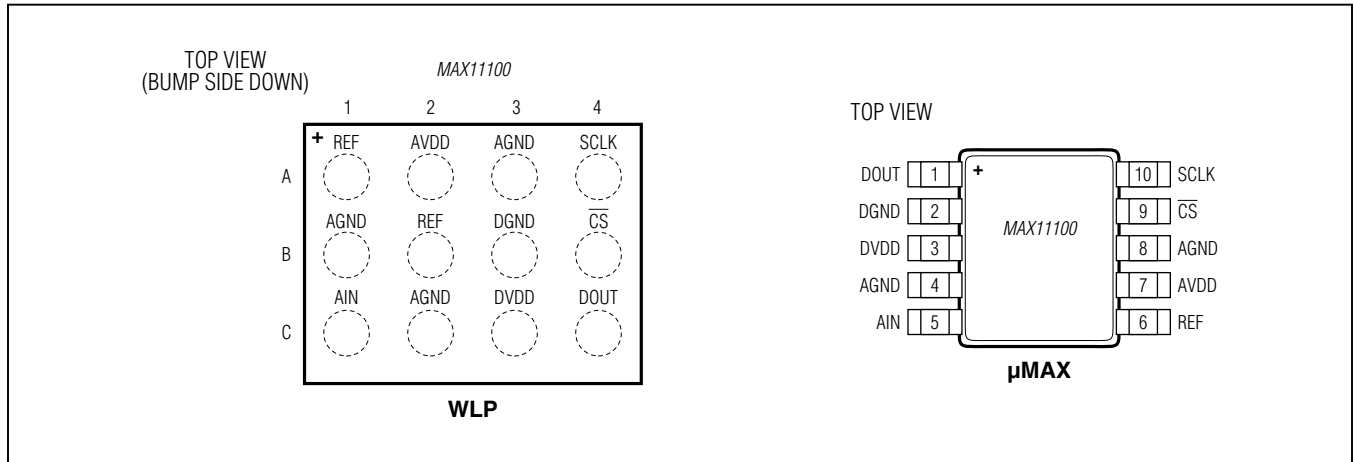 TOP VIEW
(BUMP SIDE DOWN)
MAX11100
1 2 3 4
+ REF AVDD AGND SCLK
A
AGND REF DGND C̅S̅
B
AIN AGND DVDD DOUT
C
WLP
TOP VIEW
DOUT 1 + 10 SCLK
DGND 2 9 C̅S̅
MAX11100
DVDD 3 8 AGND
AGND 4 7 AVDD
AIN 5 6 REF
µMAX